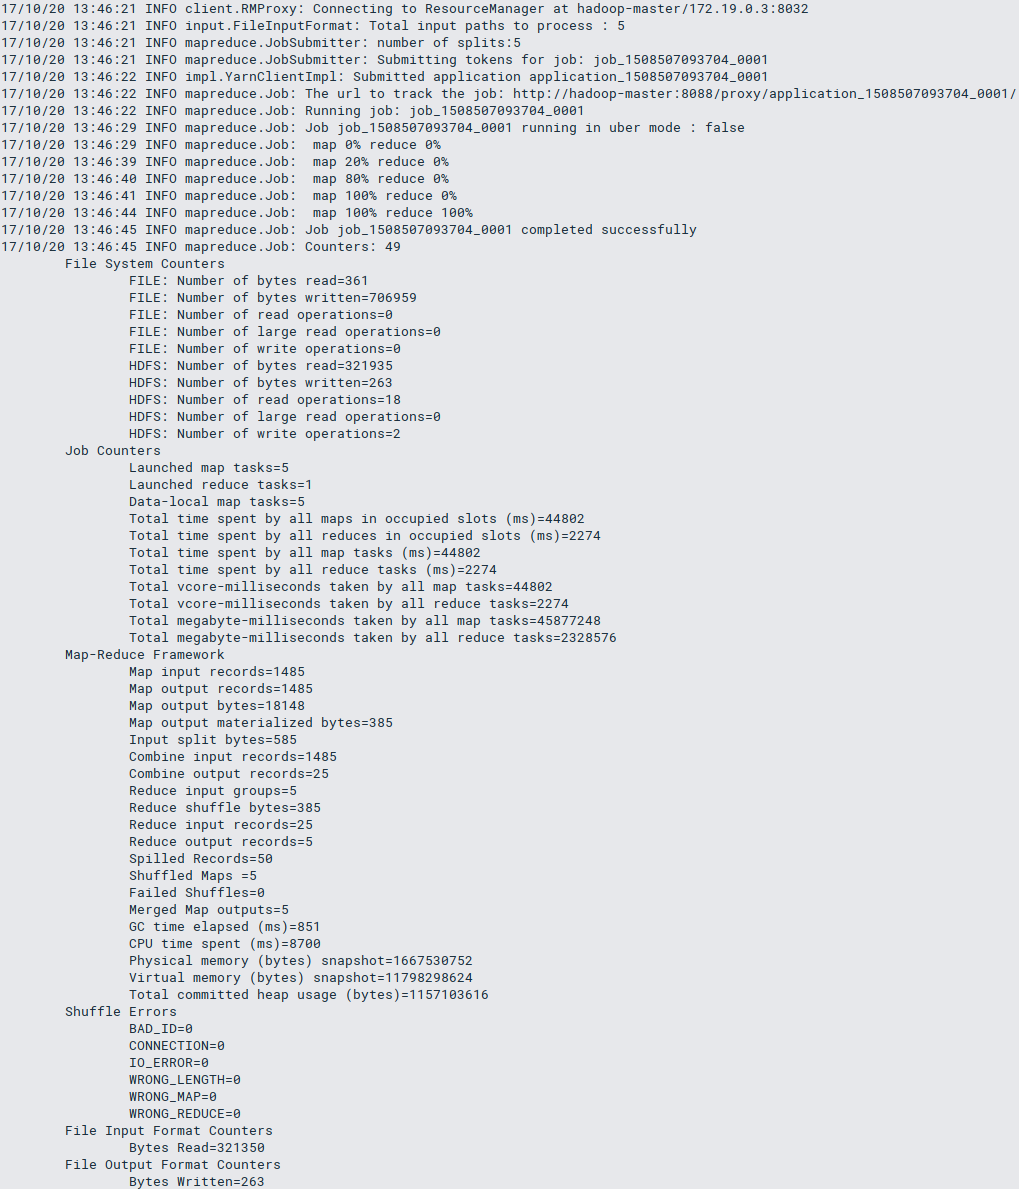 17/10/20 13:46:21 INFO client.RMProxy: Connecting to ResourceManager at hadoop-master/172.19.0.3:8032
17/10/20 13:46:21 INFO input.FileInputFormat: Total input paths to process : 5
17/10/20 13:46:21 INFO mapreduce.JobSubmitter: number of splits:5
17/10/20 13:46:21 INFO mapreduce.JobSubmitter: Submitting tokens for job: job_1508507093704_0001
17/10/20 13:46:22 INFO impl.YarnClientImpl: Submitted application application_1508507093704_0001
17/10/20 13:46:22 INFO mapreduce.Job: The url to track the job: http://hadoop-master:8088/proxy/application_1508507093704_0001/
17/10/20 13:46:22 INFO mapreduce.Job: Running job: job_1508507093704_0001
17/10/20 13:46:29 INFO mapreduce.Job: Job job_1508507093704_0001 running in uber mode : false
17/10/20 13:46:29 INFO mapreduce.Job:  map 0% reduce 0%
17/10/20 13:46:39 INFO mapreduce.Job:  map 20% reduce 0%
17/10/20 13:46:40 INFO mapreduce.Job:  map 80% reduce 0%
17/10/20 13:46:41 INFO mapreduce.Job:  map 100% reduce 0%
17/10/20 13:46:44 INFO mapreduce.Job:  map 100% reduce 100%
17/10/20 13:46:45 INFO mapreduce.Job: Job job_1508507093704_0001 completed successfully
17/10/20 13:46:45 INFO mapreduce.Job: Counters: 49
File System Counters
FILE: Number of bytes read=361
FILE: Number of bytes written=706959
FILE: Number of read operations=0
FILE: Number of large read operations=0
FILE: Number of write operations=0
HDFS: Number of bytes read=321935
HDFS: Number of bytes written=263
HDFS: Number of read operations=18
HDFS: Number of large read operations=0
HDFS: Number of write operations=2
Job Counters
Launched map tasks=5
Launched reduce tasks=1
Data-local map tasks=5
Total time spent by all maps in occupied slots (ms)=44802
Total time spent by all reduces in occupied slots (ms)=2274
Total time spent by all map tasks (ms)=44802
Total time spent by all reduce tasks (ms)=2274
Total vcore-milliseconds taken by all map tasks=44802
Total vcore-milliseconds taken by all reduce tasks=2274
Total megabyte-milliseconds taken by all map tasks=45877248
Total megabyte-milliseconds taken by all reduce tasks=2328576
Map-Reduce Framework
Map input records=1485
Map output records=1485
Map output bytes=18148
Map output materialized bytes=385
Input split bytes=585
Combine input records=1485
Combine output records=25
Reduce input groups=5
Reduce shuffle bytes=385
Reduce input records=25
Reduce output records=5
Spilled Records=50
Shuffled Maps =5
Failed Shuffles=0
Merged Map outputs=5
GC time elapsed (ms)=851
CPU time spent (ms)=8700
Physical memory (bytes) snapshot=1667530752
Virtual memory (bytes) snapshot=11798298624
Total committed heap usage (bytes)=1157103616
Shuffle Errors
BAD_ID=0
CONNECTION=0
IO_ERROR=0
WRONG_LENGTH=0
WRONG_MAP=0
WRONG_REDUCE=0
File Input Format Counters
Bytes Read=321350
File Output Format Counters
Bytes Written=263